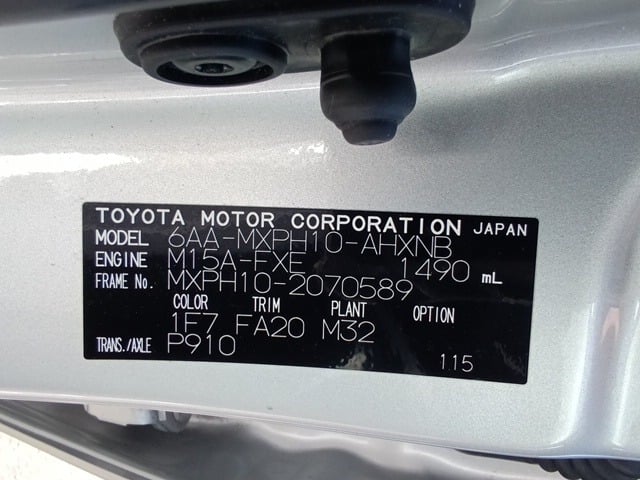 TOYOTA MOTOR CORPORATION JAPAN
MODEL 6AA-MXPH10-AHXNB
ENGINE M15A-FXE 1490 mL
FRAME No. MXPH10-2070589
COLOR TRIM PLANT OPTION
1F7 FA20 M32
TRANS./AXLE P910 115